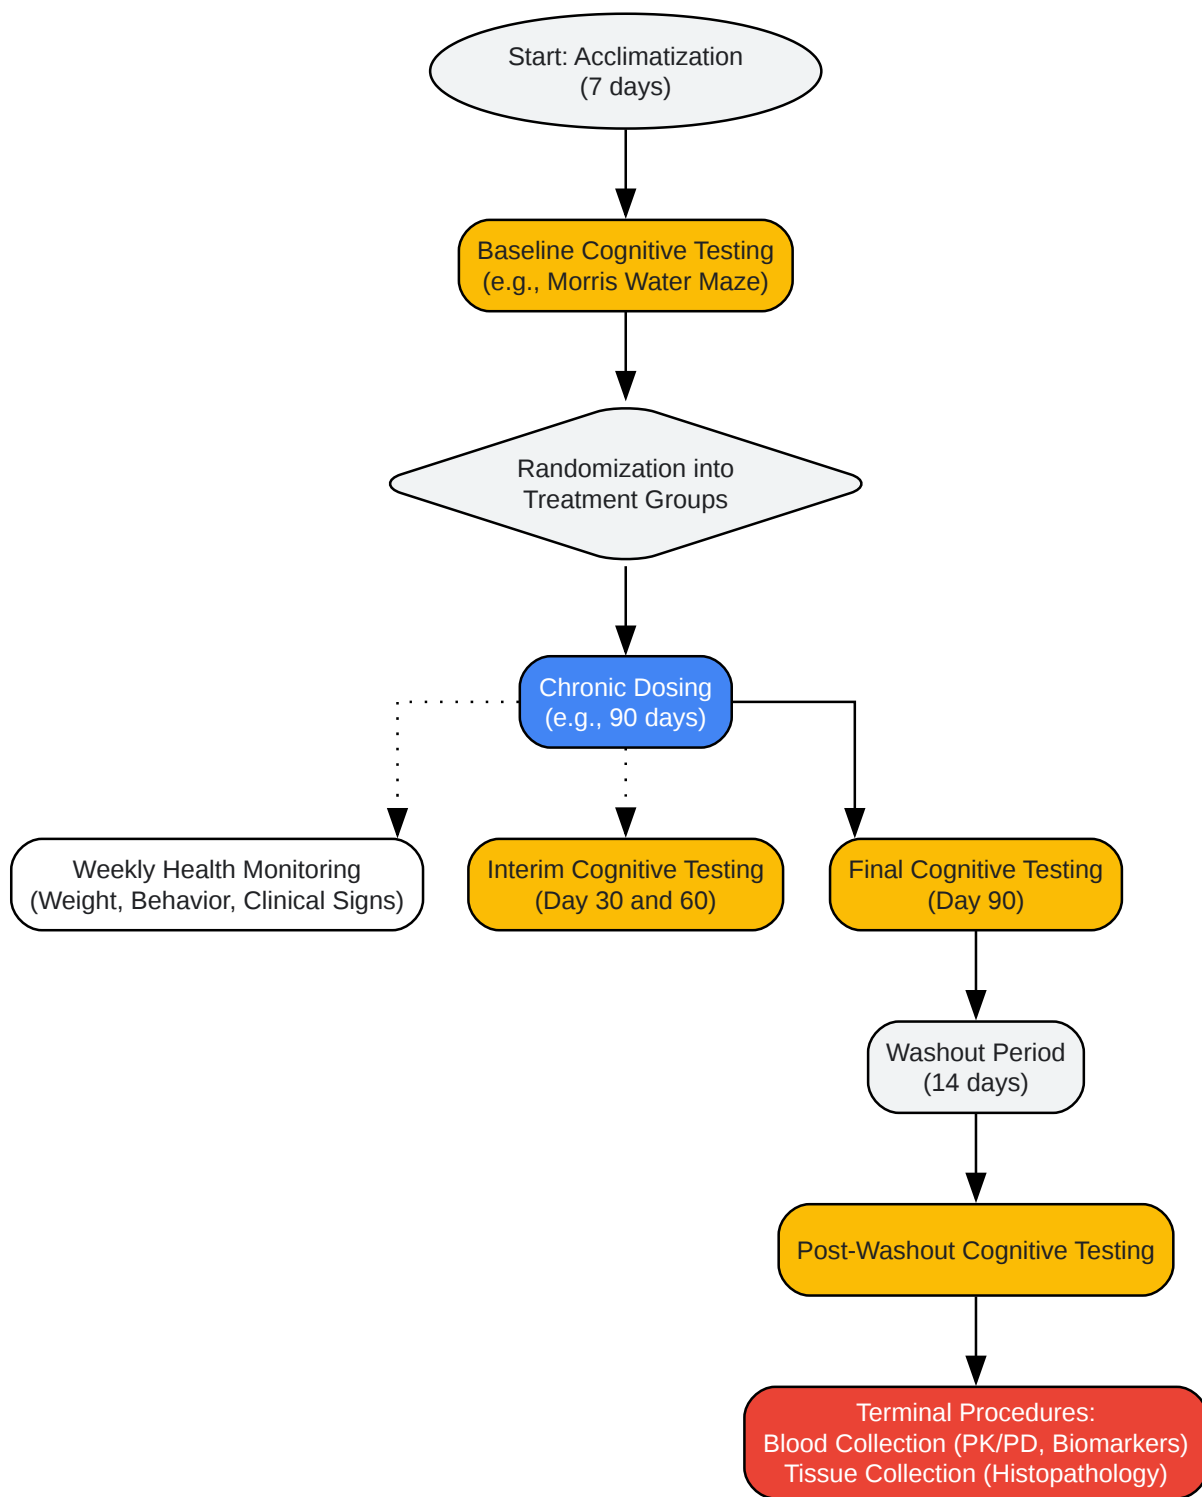 Start: Acclimatization
(7 days)
Baseline Cognitive Testing
(e.g., Morris Water Maze)
Randomization into
Treatment Groups
Chronic Dosing
(e.g., 90 days)
Weekly Health Monitoring
(Weight, Behavior, Clinical Signs)
Interim Cognitive Testing
(Day 30 and 60)
Final Cognitive Testing
(Day 90)
Washout Period
(14 days)
Post-Washout Cognitive Testing
Terminal Procedures:
Blood Collection (PK/PD, Biomarkers)
Tissue Collection (Histopathology)